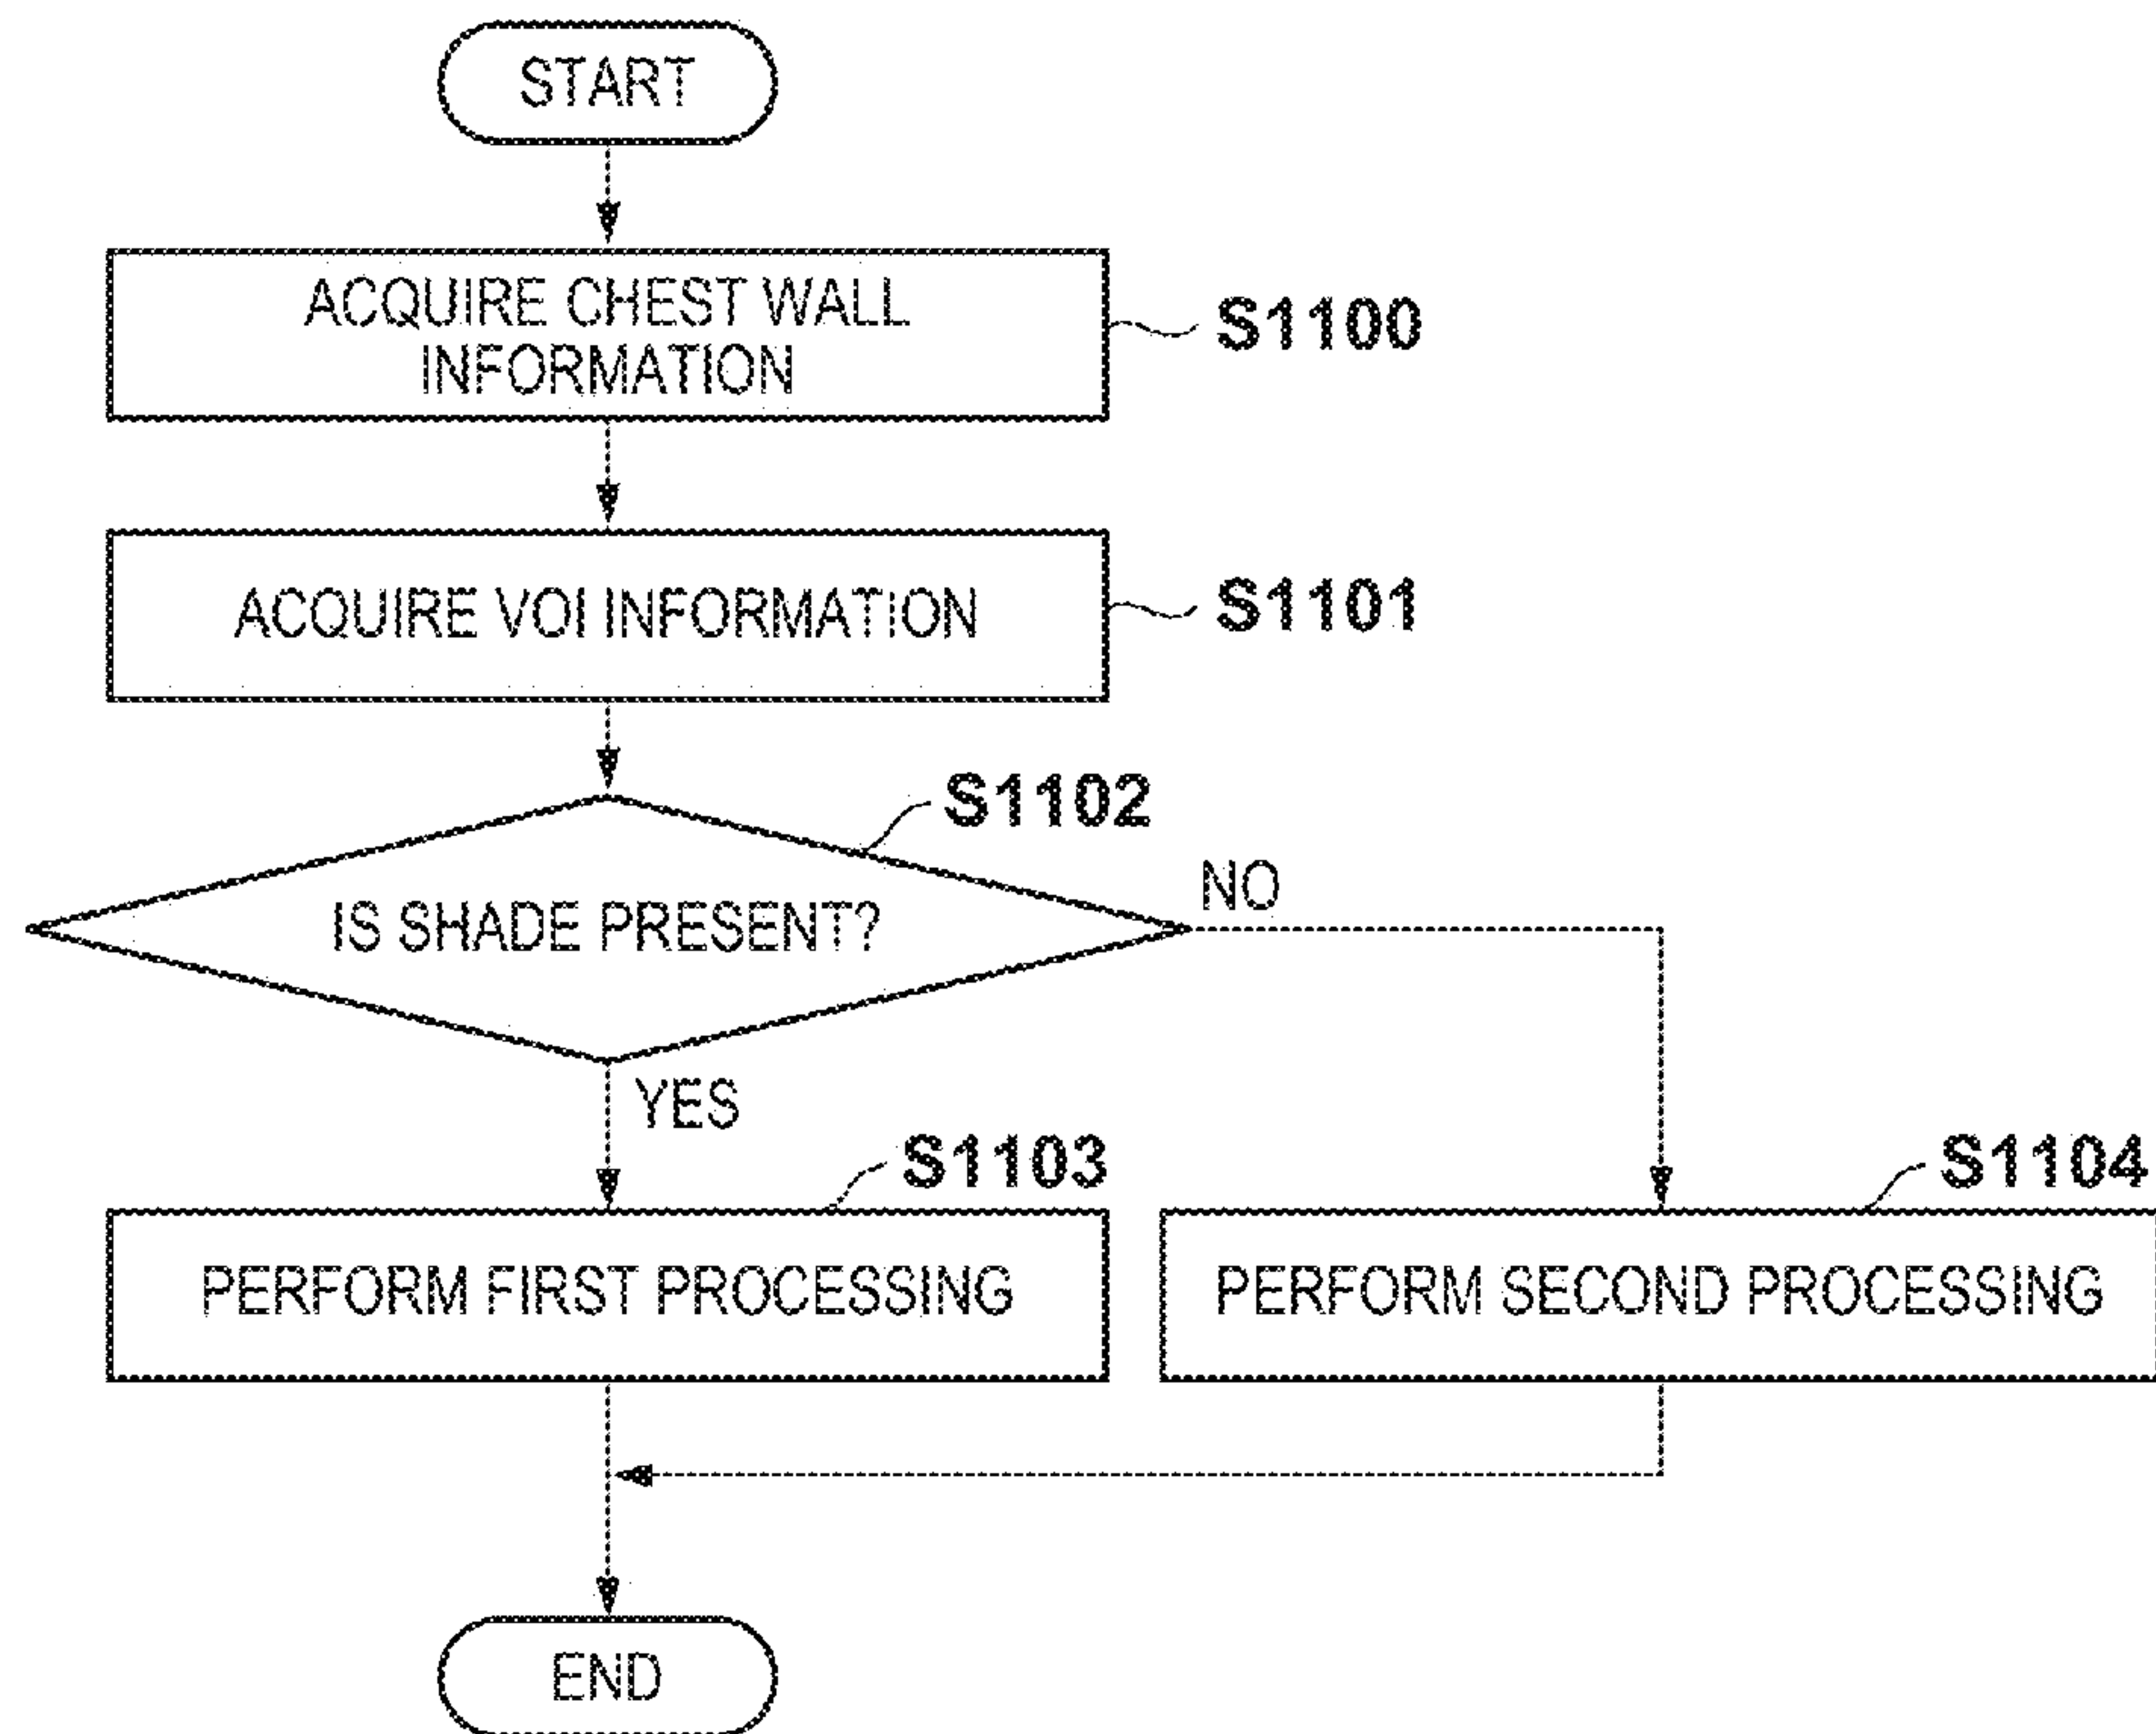 START
ACQUIRE CHEST WALL
INFORMATION
S1100
ACQUIRE VOI INFORMATION
S1101
S1102
IS SHADE PRESENT?
NO
YES
S1103
S1104
PERFORM FIRST PROCESSING
PERFORM SECOND PROCESSING
END